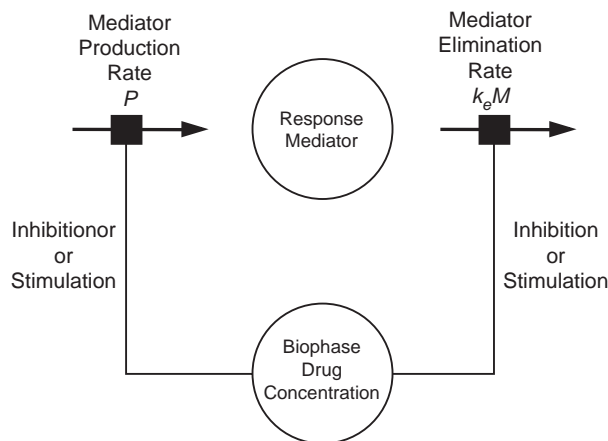 Mediator
Production
Rate
P
Mediator
Elimination
Rate
kₑM
Response
Mediator
Inhibitionor
or
Stimulation
Inhibition
or
Stimulation
Biophase
Drug
Concentration